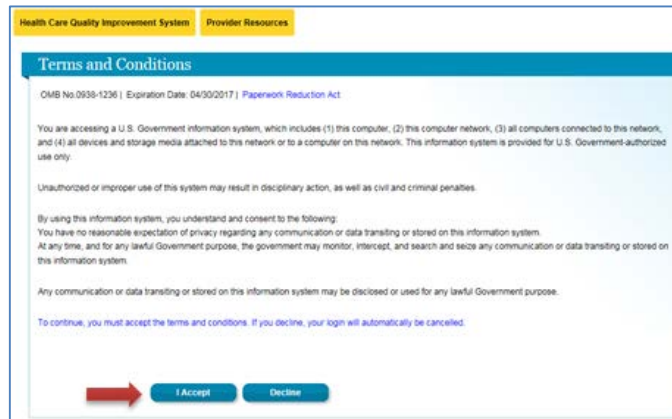 Health Care Quality Improvement System
Provider Resources
Terms and Conditions
OMB No.0938-1236 | Expiration Date: 04/30/2017 | Paperwork Reduction Act
You are accessing a U.S. Government information system, which includes (1) this computer, (2) this computer network, (3) all computers connected to this network,
and (4) all devices and storage media attached to this network or to a computer on this network. This information system is provided for U.S. Government-authorized
use only.
Unauthorized or improper use of this system may result in disciplinary action, as well as civil and criminal penalties.
By using this information system, you understand and consent to the following:
You have no reasonable expectation of privacy regarding any communication or data transiting or stored on this information system.
At any time, and for any lawful Government purpose, the government may monitor, intercept, and search and seize any communication or data transiting or stored on
this information system.
Any communication or data transiting or stored on this information system may be disclosed or used for any lawful Government purpose.
To continue, you must accept the terms and conditions. If you decline, your login will automatically be cancelled.
I Accept
Decline